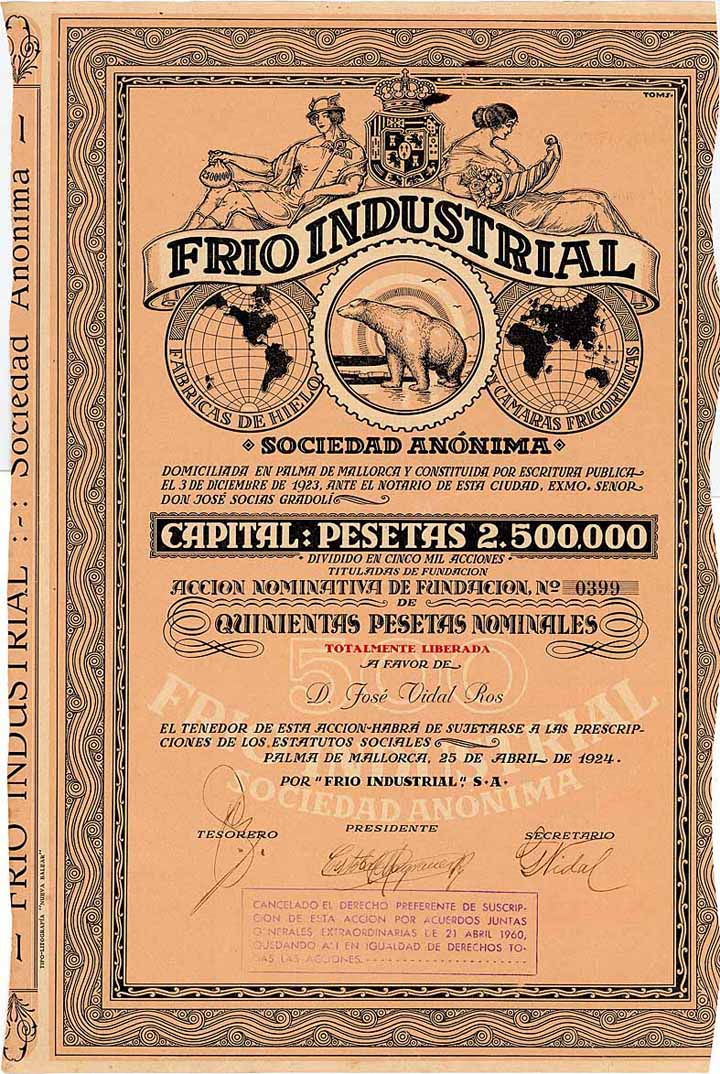 TOMS.
FRIO INDUSTRIAL
FABRICAS DE HIELO
Y CAMARAS FRIGORIFICAS
SOCIEDAD ANÓNIMA
DOMICILIADA EN PALMA DE MALLORCA Y CONSTITUIDA POR ESCRITURA PUBLICA
EL 3 DE DICIEMBRE DE 1923, ANTE EL NOTARIO DE ESTA CIUDAD, EXMO. SENOR
DON JOSÉ SOCIAS GRADOLÍ
CAPITAL: PESETAS 2.500,000
DIVIDIDO EN CINCO MIL ACCIONES
TITULADAS DE FUNDACION
ACCION NOMINATIVA DE FUNDACION, Nº 0399
DE
QUINIENTAS PESETAS NOMINALES
TOTALMENTE LIBERADA
A FAVOR DE
D. José Vidal Ros
500
FRIO INDUSTRIAL
SOCIEDAD ANONIMA
EL TENEDOR DE ESTA ACCION HABRÁ DE SUJETARSE A LAS PRESCRIP-
CIONES DE LOS ESTATUTOS SOCIALES
PALMA DE MALLORCA, 25 DE ABRIL DE 1924.
POR "FRIO INDUSTRIAL" S.A.
TESORERO
PRESIDENTE
SECRETARIO
GVidal
CANCELADO EL DERECHO PREFERENTE DE SUSCRIP-
CION DE ESTA ACCION POR ACUERDOS JUNTAS
GENERALES EXTRAORDINARIAS DE 21 ABRIL 1960,
QUEDANDO ASI EN IGUALDAD DE DERECHOS TO-
DAS LAS ACCIONES.
— FRIO INDUSTRIAL :-: Sociedad Anonima —
TIPO-LITOGRAFIA "NUEVA BALEAR"